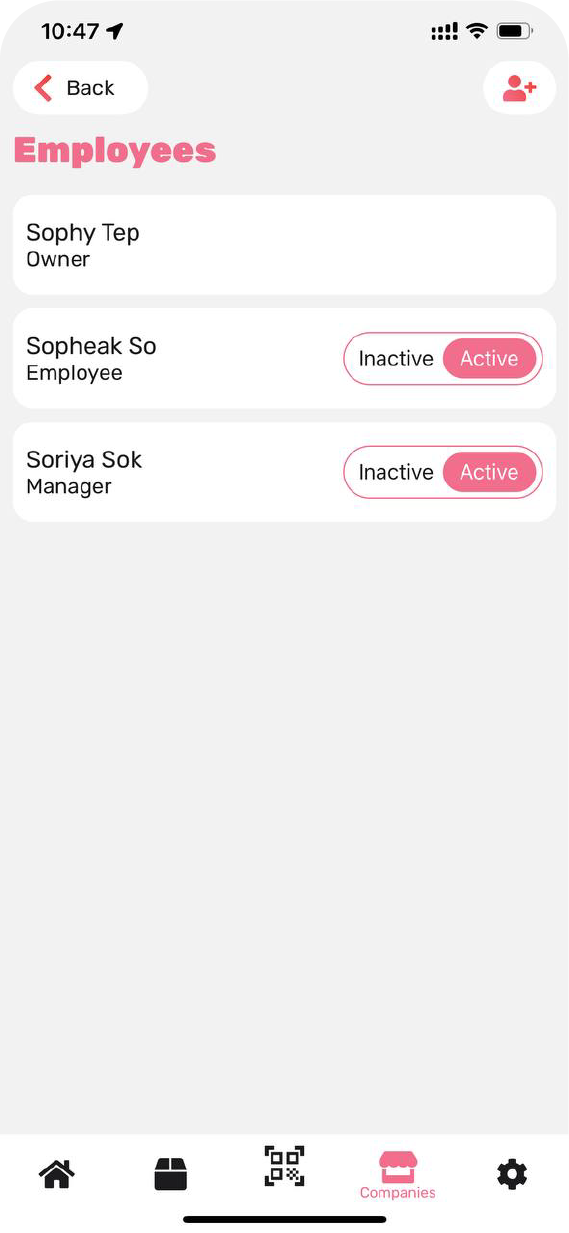 10:47
Back
Employees
Sophy Tep
Owner
Sopheak So
Employee
Inactive Active
Soriya Sok
Manager
Inactive Active
Companies